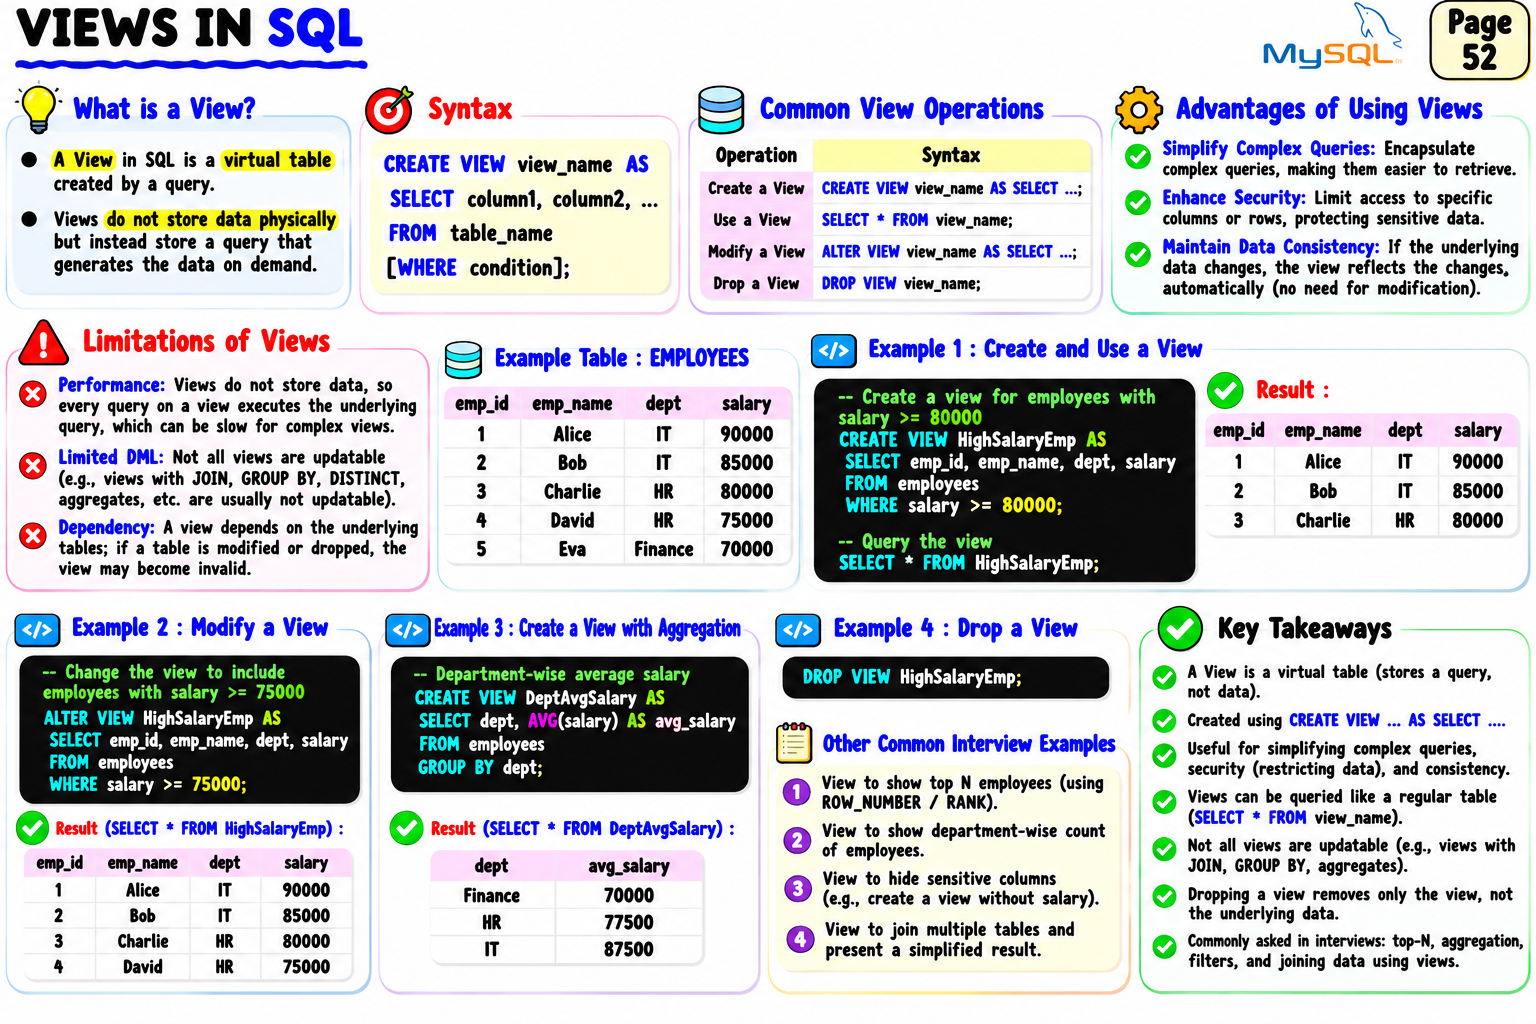 VIEWS IN SQL
MySQL
Page
52
What is a View?
A View in SQL is a virtual table
created by a query.
Views do not store data physically
but instead store a query that
generates the data on demand.
Syntax
CREATE VIEW view_name AS
SELECT column1, column2, ...
FROM table_name
[WHERE condition];
Common View Operations
Operation Syntax
Create a View CREATE VIEW view_name AS SELECT ...;
Use a View SELECT * FROM view_name;
Modify a View ALTER VIEW view_name AS SELECT ...;
Drop a View DROP VIEW view_name;
Advantages of Using Views
Simplify Complex Queries: Encapsulate
complex queries, making them easier to retrieve.
Enhance Security: Limit access to specific
columns or rows, protecting sensitive data.
Maintain Data Consistency: If the underlying
data changes, the view reflects the changes,
automatically (no need for modification).
Limitations of Views
Performance: Views do not store data, so
every query on a view executes the underlying
query, which can be slow for complex views.
Limited DML: Not all views are updatable
(e.g., views with JOIN, GROUP BY, DISTINCT,
aggregates, etc. are usually not updatable).
Dependency: A view depends on the underlying
tables; if a table is modified or dropped, the
view may become invalid.
Example Table : EMPLOYEES
emp_id emp_name dept salary
1 Alice IT 90000
2 Bob IT 85000
3 Charlie HR 80000
4 David HR 75000
5 Eva Finance 70000
</> Example 1 : Create and Use a View
-- Create a view for employees with
salary >= 80000
CREATE VIEW HighSalaryEmp AS
SELECT emp_id, emp_name, dept, salary
FROM employees
WHERE salary >= 80000;
-- Query the view
SELECT * FROM HighSalaryEmp;
Result :
emp_id emp_name dept salary
1 Alice IT 90000
2 Bob IT 85000
3 Charlie HR 80000
</> Example 2 : Modify a View
-- Change the view to include
employees with salary >= 75000
ALTER VIEW HighSalaryEmp AS
SELECT emp_id, emp_name, dept, salary
FROM employees
WHERE salary >= 75000;
Result (SELECT * FROM HighSalaryEmp) :
emp_id emp_name dept salary
1 Alice IT 90000
2 Bob IT 85000
3 Charlie HR 80000
4 David HR 75000
</> Example 3 : Create a View with Aggregation
-- Department-wise average salary
CREATE VIEW DeptAvgSalary AS
SELECT dept, AVG(salary) AS avg_salary
FROM employees
GROUP BY dept;
Result (SELECT * FROM DeptAvgSalary) :
dept avg_salary
Finance 70000
HR 77500
IT 87500
</> Example 4 : Drop a View
DROP VIEW HighSalaryEmp;
Other Common Interview Examples
1 View to show top N employees (using
ROW_NUMBER / RANK).
2 View to show department-wise count
of employees.
3 View to hide sensitive columns
(e.g., create a view without salary).
4 View to join multiple tables and
present a simplified result.
Key Takeaways
A View is a virtual table (stores a query,
not data).
Created using CREATE VIEW ... AS SELECT ....
Useful for simplifying complex queries,
security (restricting data), and consistency.
Views can be queried like a regular table
(SELECT * FROM view_name).
Not all views are updatable (e.g., views with
JOIN, GROUP BY, aggregates).
Dropping a view removes only the view, not
the underlying data.
Commonly asked in interviews: top-N, aggregation,
filters, and joining data using views.